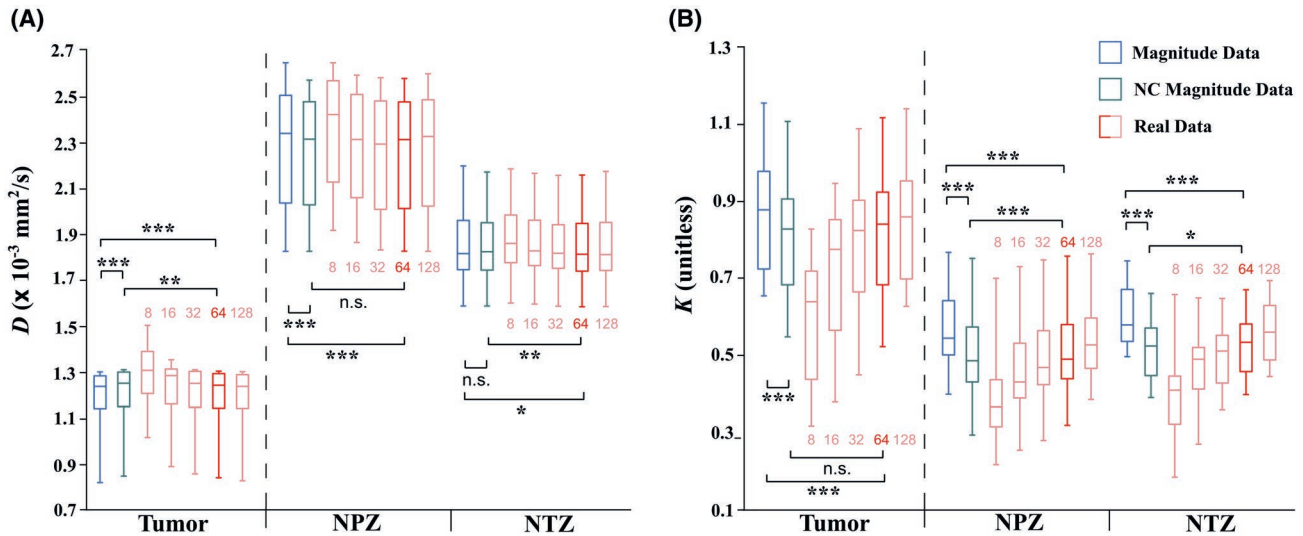 (A)
D (x 10⁻³ mm²/s)
2.7
2.5
2.3
2.1
1.9
1.7
1.5
1.3
1.1
0.9
0.7
***
***
**
8 16 32 64 128
8 16 32 64 128
n.s.
***
***
8 16 32 64 128
**
n.s.
*
Tumor NPZ NTZ
(B)
K (unitless)
1.3
1.1
0.9
0.7
0.5
0.3
0.1
Magnitude Data
NC Magnitude Data
Real Data
***
8 16 32 64 128
n.s.
***
***
***
***
8 16 32 64 128
***
***
*
8 16 32 64 128
Tumor NPZ NTZ